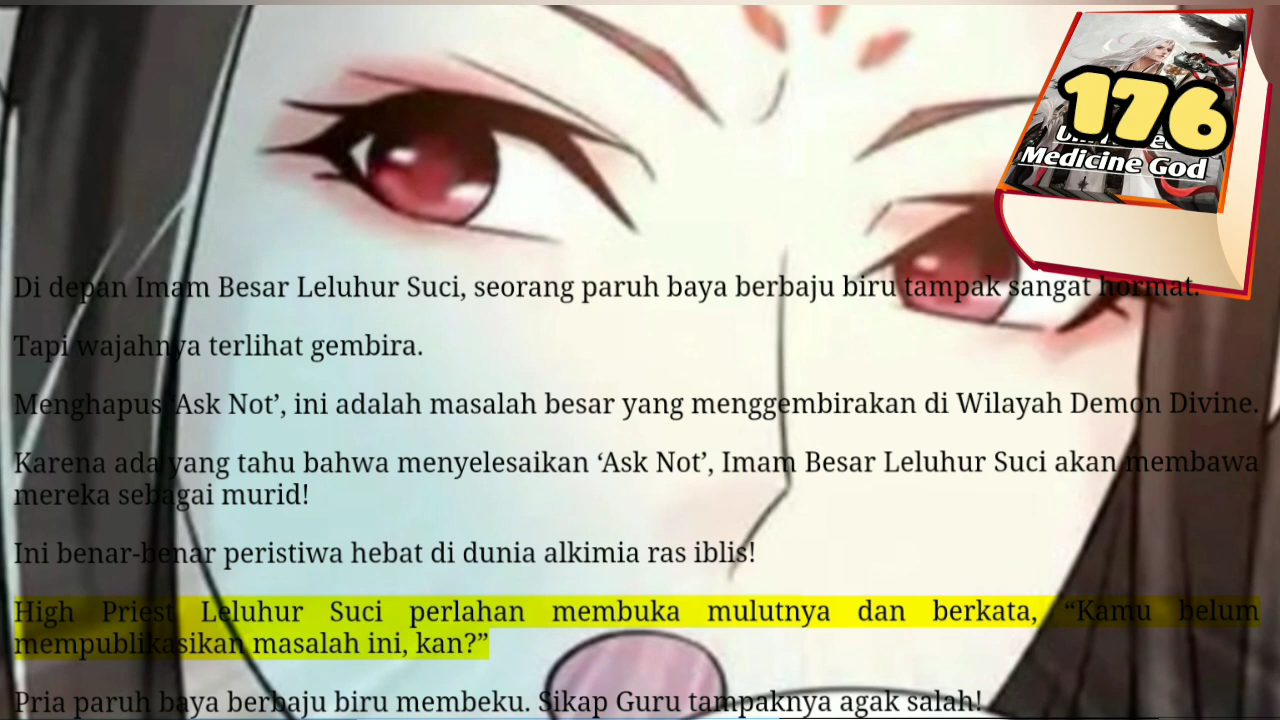 176
Medicine God
Di depan Imam Besar Leluhur Suci, seorang paruh baya berbaju biru tampak sangat hormat.
Tapi wajahnya terlihat gembira.
Menghapus ‘Ask Not’, ini adalah masalah besar yang menggembirakan di Wilayah Demon Divine.
Karena ada yang tahu bahwa menyelesaikan ‘Ask Not’, Imam Besar Leluhur Suci akan membawa
mereka sebagai murid!
Ini benar-benar peristiwa hebat di dunia alkimia ras iblis!
High Priest Leluhur Suci perlahan membuka mulutnya dan berkata, “Kamu belum
mempublikasikan masalah ini, kan?”
Pria paruh baya berbaju biru membeku. Sikap Guru tampaknya agak salah!